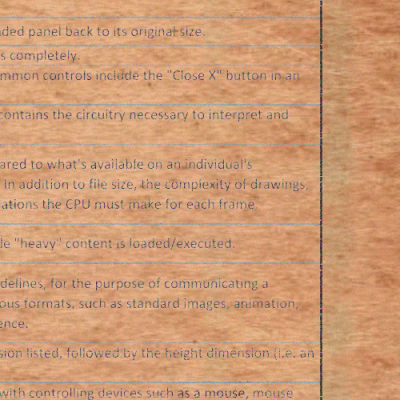 ded panel back to its original size.
s completely.
mmon controls include the "Close X" button in an
contains the circuitry necessary to interpret and
ared to what's available on an individual's
in addition to file size, the complexity of drawings,
ations the CPU must make for each frame.
le "heavy" content is loaded/executed.
delines, for the purpose of communicating a
ous formats, such as standard images, animation,
ence.
sion listed, followed by the height dimension (i.e. an
with controlling devices such as a mouse, mouse